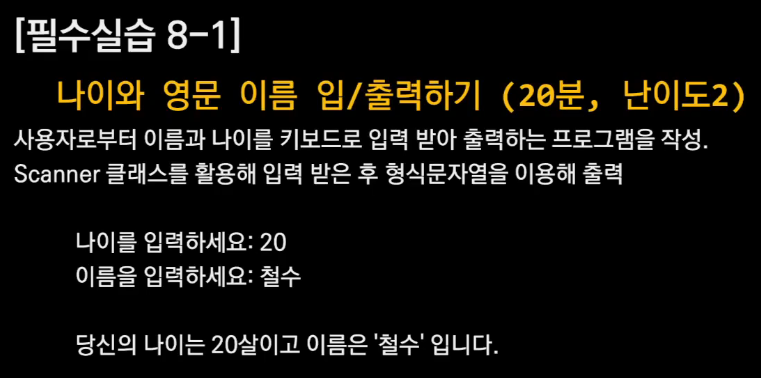 [필수실습 8-1]
나이와 영문 이름 입/출력하기 (20분, 난이도2)
사용자로부터 이름과 나이를 키보드로 입력 받아 출력하는 프로그램을 작성.
Scanner 클래스를 활용해 입력 받은 후 형식문자열을 이용해 출력
나이를 입력하세요: 20
이름을 입력하세요: 철수
당신의 나이는 20살이고 이름은 '철수' 입니다.